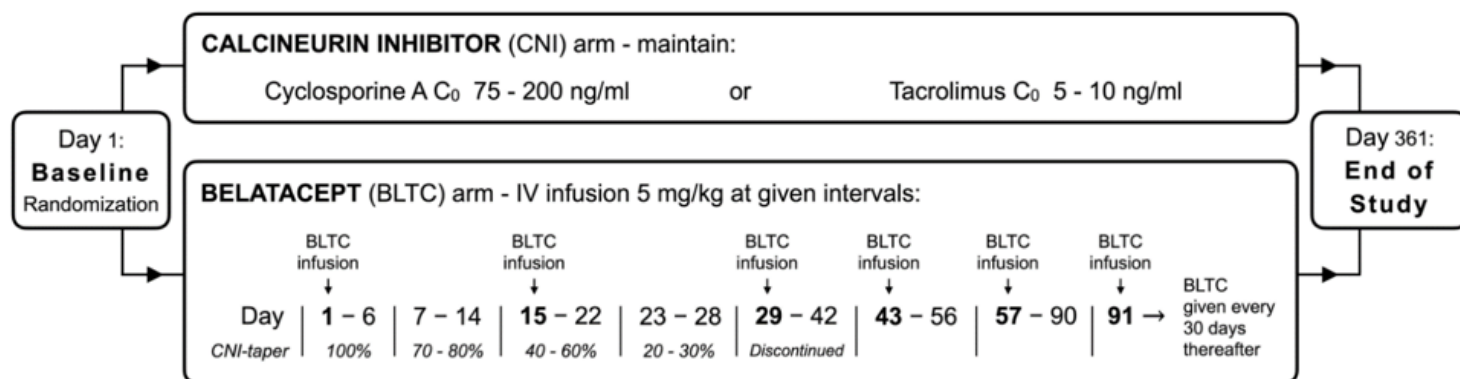 CALCINEURIN INHIBITOR (CNI) arm - maintain:
Cyclosporine A C₀ 75 - 200 ng/ml or Tacrolimus C₀ 5 - 10 ng/ml
Day 1:
Baseline
Randomization
Day 361:
End of
Study
BELATACEPT (BLTC) arm - IV infusion 5 mg/kg at given intervals:
BLTC BLTC BLTC BLTC BLTC BLTC
infusion infusion infusion infusion infusion infusion
Day 1 – 6 7 – 14 15 – 22 23 – 28 29 – 42 43 – 56 57 – 90 91 →
CNI-taper 100% 70 - 80% 40 - 60% 20 - 30% Discontinued
BLTC
given every
30 days
thereafter